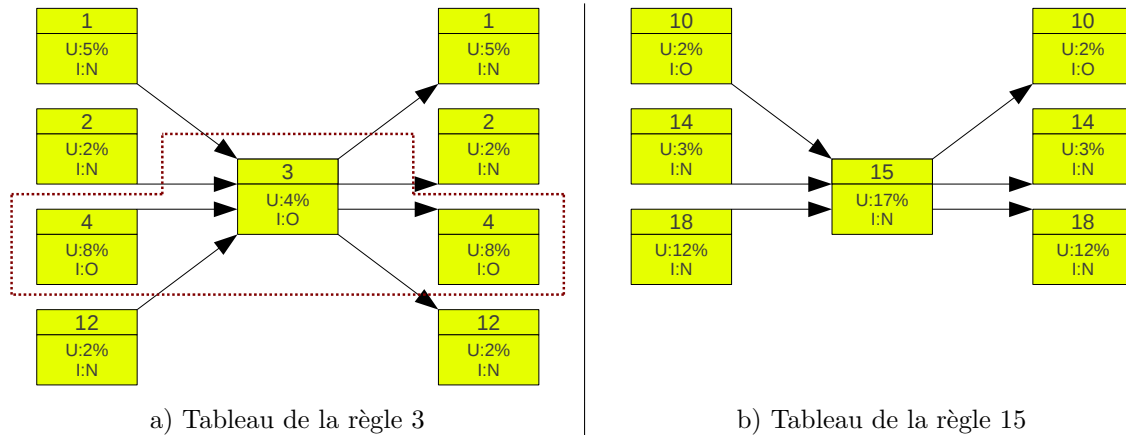 1
U:5%
I:N
2
U:2%
I:N
4
U:8%
I:O
12
U:2%
I:N
3
U:4%
I:O
1
U:5%
I:N
2
U:2%
I:N
4
U:8%
I:O
12
U:2%
I:N
a) Tableau de la règle 3
10
U:2%
I:O
14
U:3%
I:N
18
U:12%
I:N
15
U:17%
I:N
10
U:2%
I:O
14
U:3%
I:N
18
U:12%
I:N
b) Tableau de la règle 15